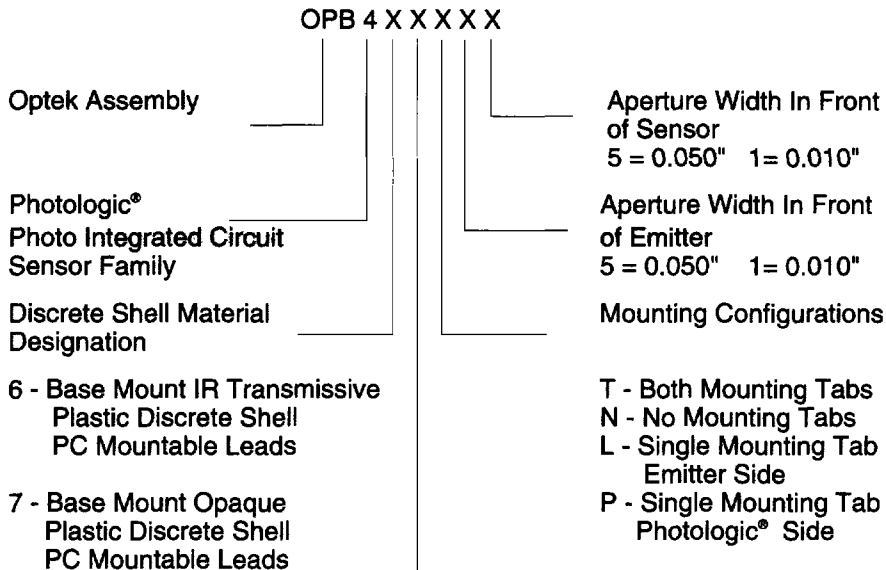 OPB 4 X X X X X
Optek Assembly
Photologic®
Photo Integrated Circuit
Sensor Family
Discrete Shell Material
Designation
6 - Base Mount IR Transmissive
Plastic Discrete Shell
PC Mountable Leads
7 - Base Mount Opaque
Plastic Discrete Shell
PC Mountable Leads
Aperture Width In Front
of Sensor
5 = 0.050" 1= 0.010"
Aperture Width In Front
of Emitter
5 = 0.050" 1= 0.010"
Mounting Configurations
T - Both Mounting Tabs
N - No Mounting Tabs
L - Single Mounting Tab
Emitter Side
P - Single Mounting Tab
Photologic® Side